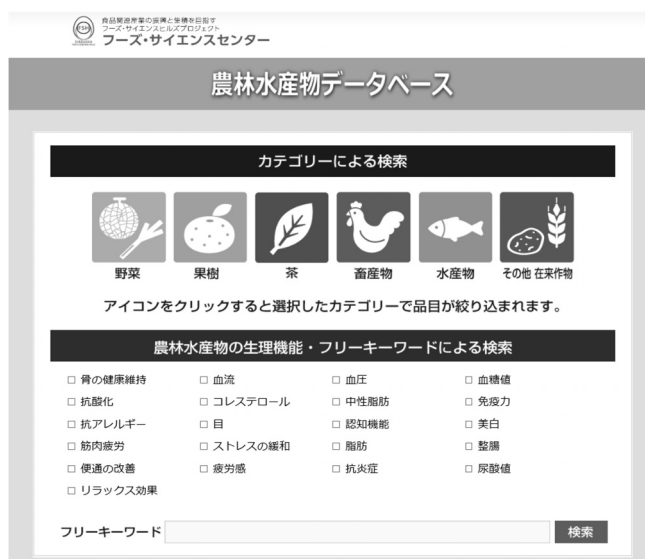 食品関連産業の振興と集積を目指す
フーズ・サイエンスヒルズプロジェクト
フーズ・サイエンスセンター
農林水産物データベース
カテゴリーによる検索
野菜 果樹 茶 畜産物 水産物 その他 在来作物
アイコンをクリックすると選択したカテゴリーで品目が絞り込まれます。
農林水産物の生理機能・フリーキーワードによる検索
□ 骨の健康維持 □ 血流 □ 血圧 □ 血糖値
□ 抗酸化 □ コレステロール □ 中性脂肪 □ 免疫力
□ 抗アレルギー □ 目 □ 認知機能 □ 美白
□ 筋肉疲労 □ ストレスの緩和 □ 脂肪 □ 整腸
□ 便通の改善 □ 疲労感 □ 抗炎症 □ 尿酸値
□ リラックス効果
フリーキーワード 検索